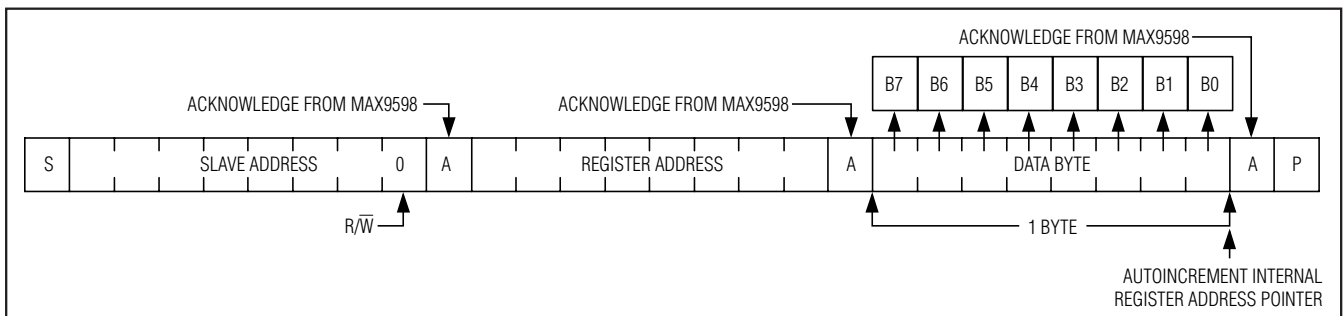 ACKNOWLEDGE FROM MAX9598
B7 B6 B5 B4 B3 B2 B1 B0
ACKNOWLEDGE FROM MAX9598 ACKNOWLEDGE FROM MAX9598
S SLAVE ADDRESS 0 A REGISTER ADDRESS A DATA BYTE A P
R/W̅
1 BYTE
AUTOINCREMENT INTERNAL
REGISTER ADDRESS POINTER